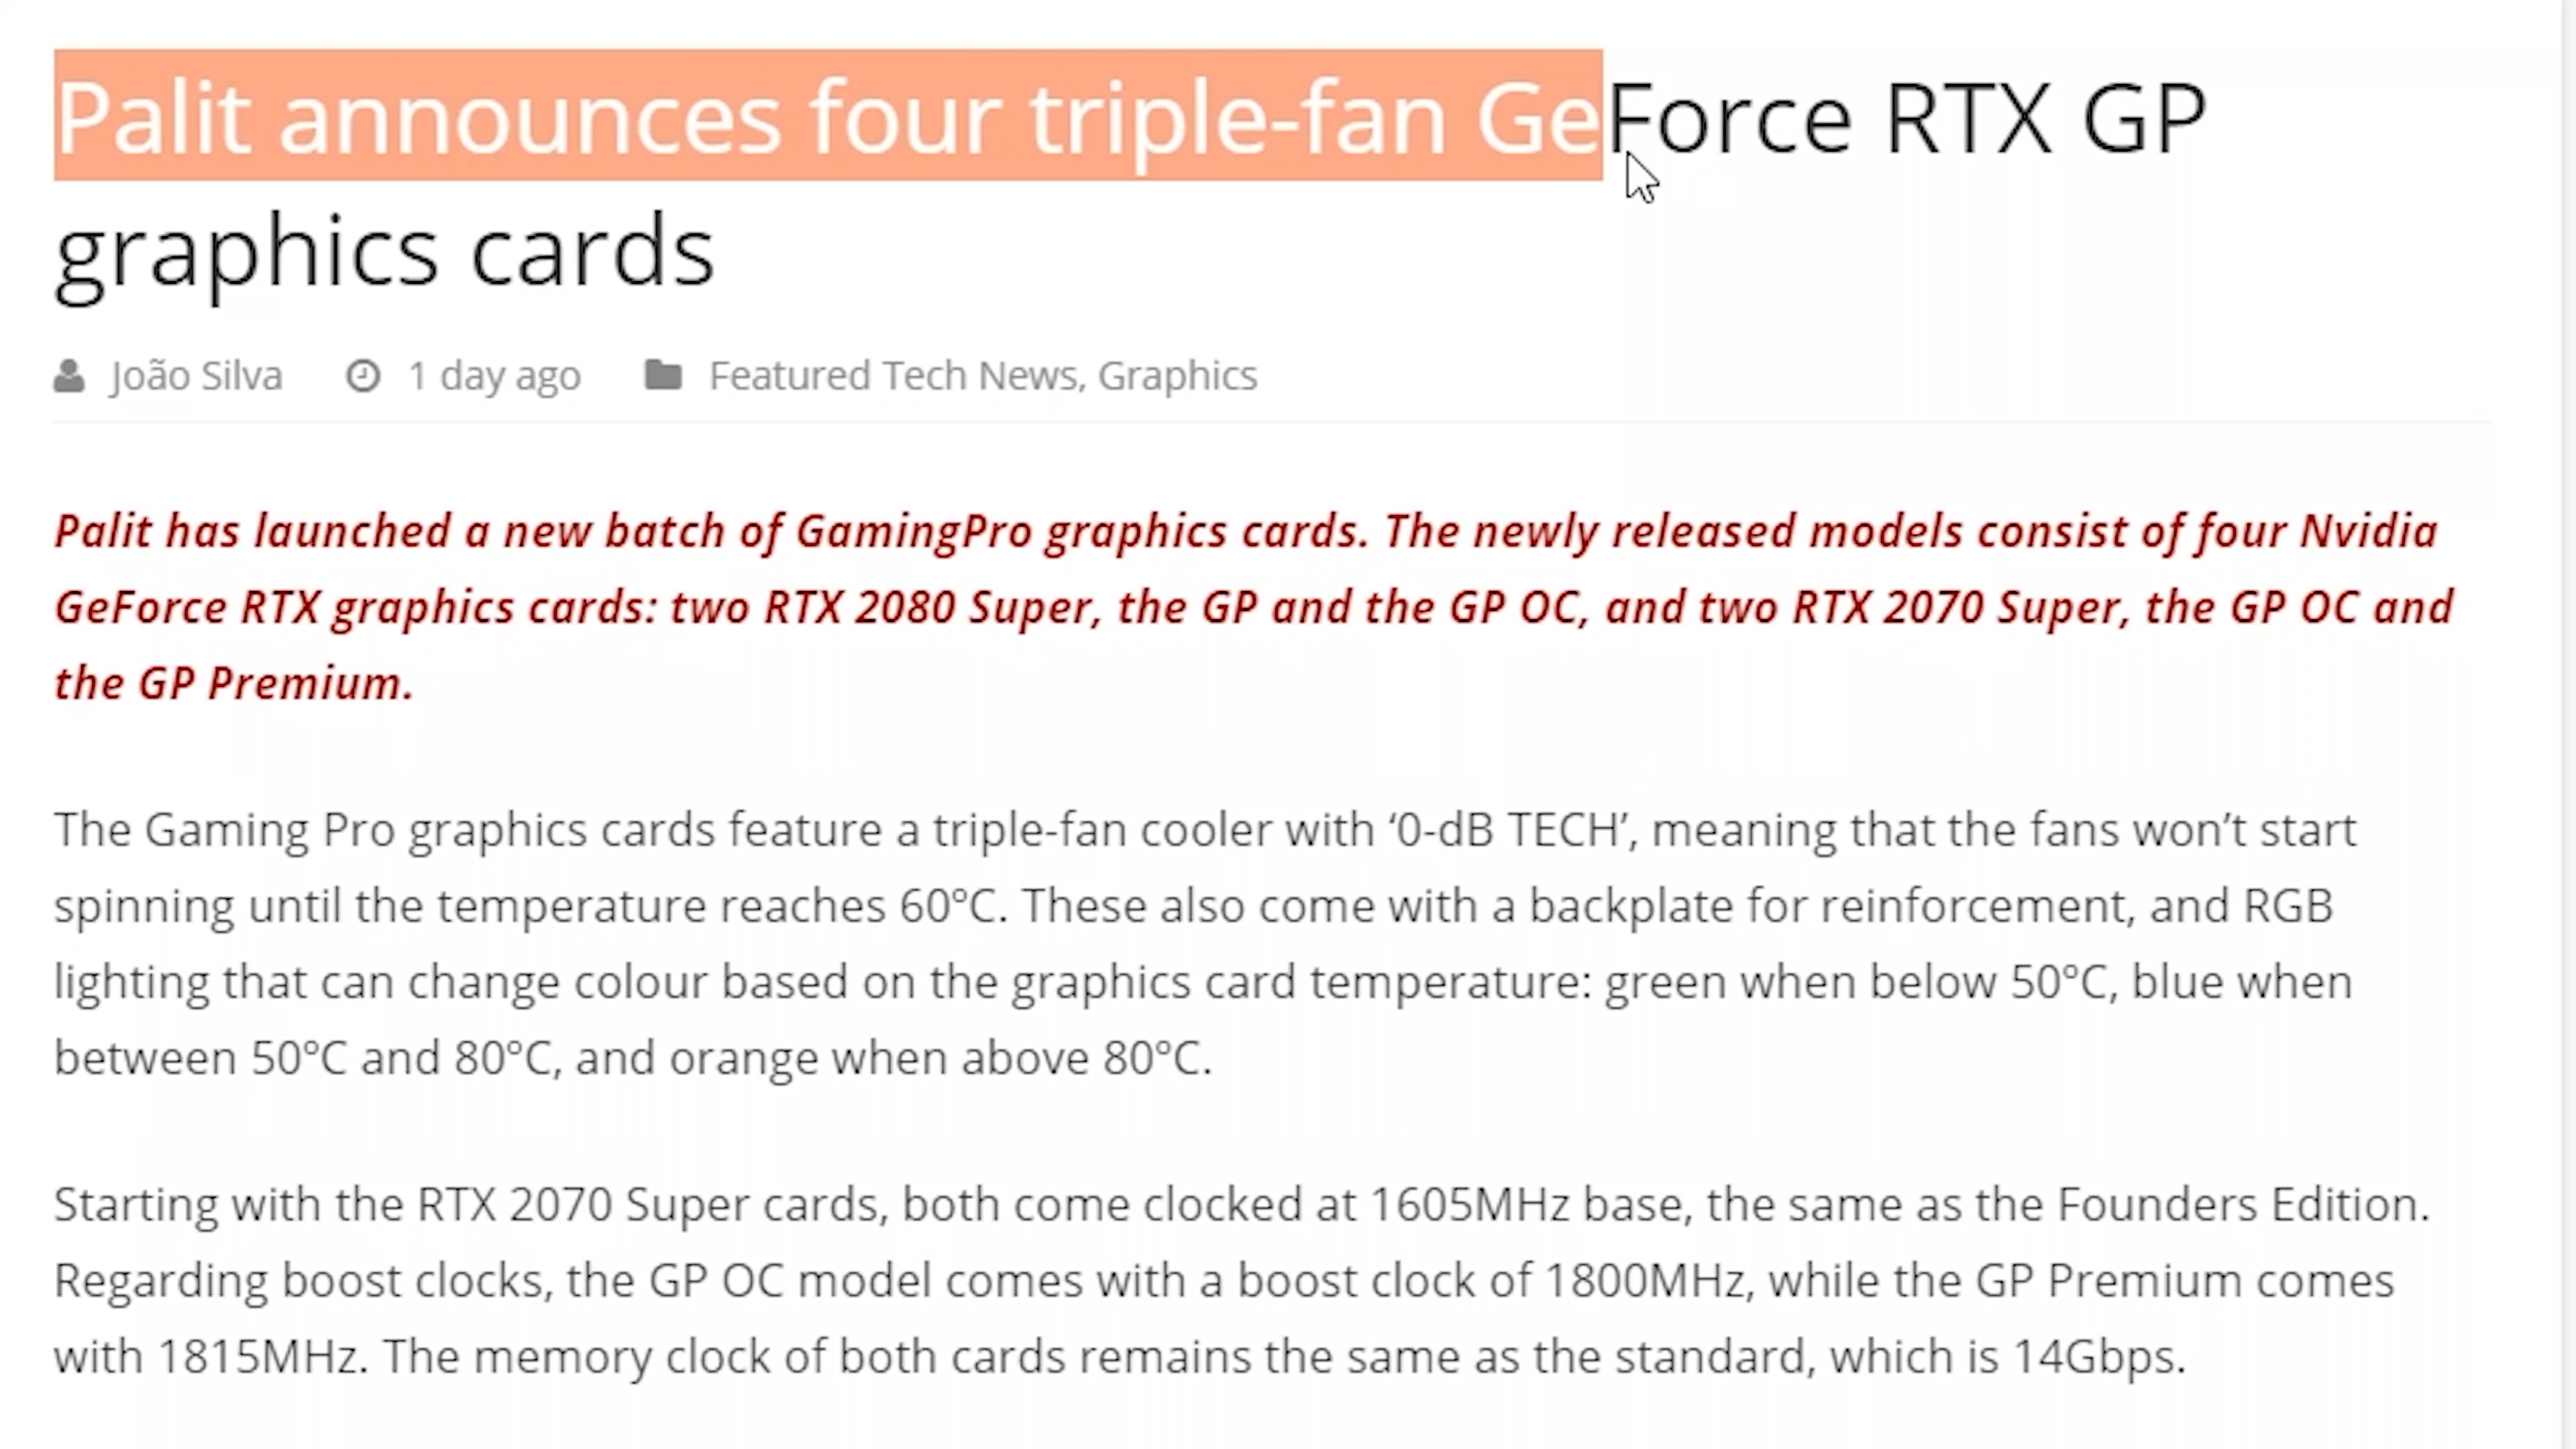 Palit announces four triple-fan GeForce RTX GP
graphics cards
João Silva 1 day ago Featured Tech News, Graphics
Palit has launched a new batch of GamingPro graphics cards. The newly released models consist of four Nvidia
GeForce RTX graphics cards: two RTX 2080 Super, the GP and the GP OC, and two RTX 2070 Super, the GP OC and
the GP Premium.
The Gaming Pro graphics cards feature a triple-fan cooler with ‘0-dB TECH’, meaning that the fans won’t start
spinning until the temperature reaches 60ºC. These also come with a backplate for reinforcement, and RGB
lighting that can change colour based on the graphics card temperature: green when below 50ºC, blue when
between 50ºC and 80ºC, and orange when above 80ºC.
Starting with the RTX 2070 Super cards, both come clocked at 1605MHz base, the same as the Founders Edition.
Regarding boost clocks, the GP OC model comes with a boost clock of 1800MHz, while the GP Premium comes
with 1815MHz. The memory clock of both cards remains the same as the standard, which is 14Gbps.